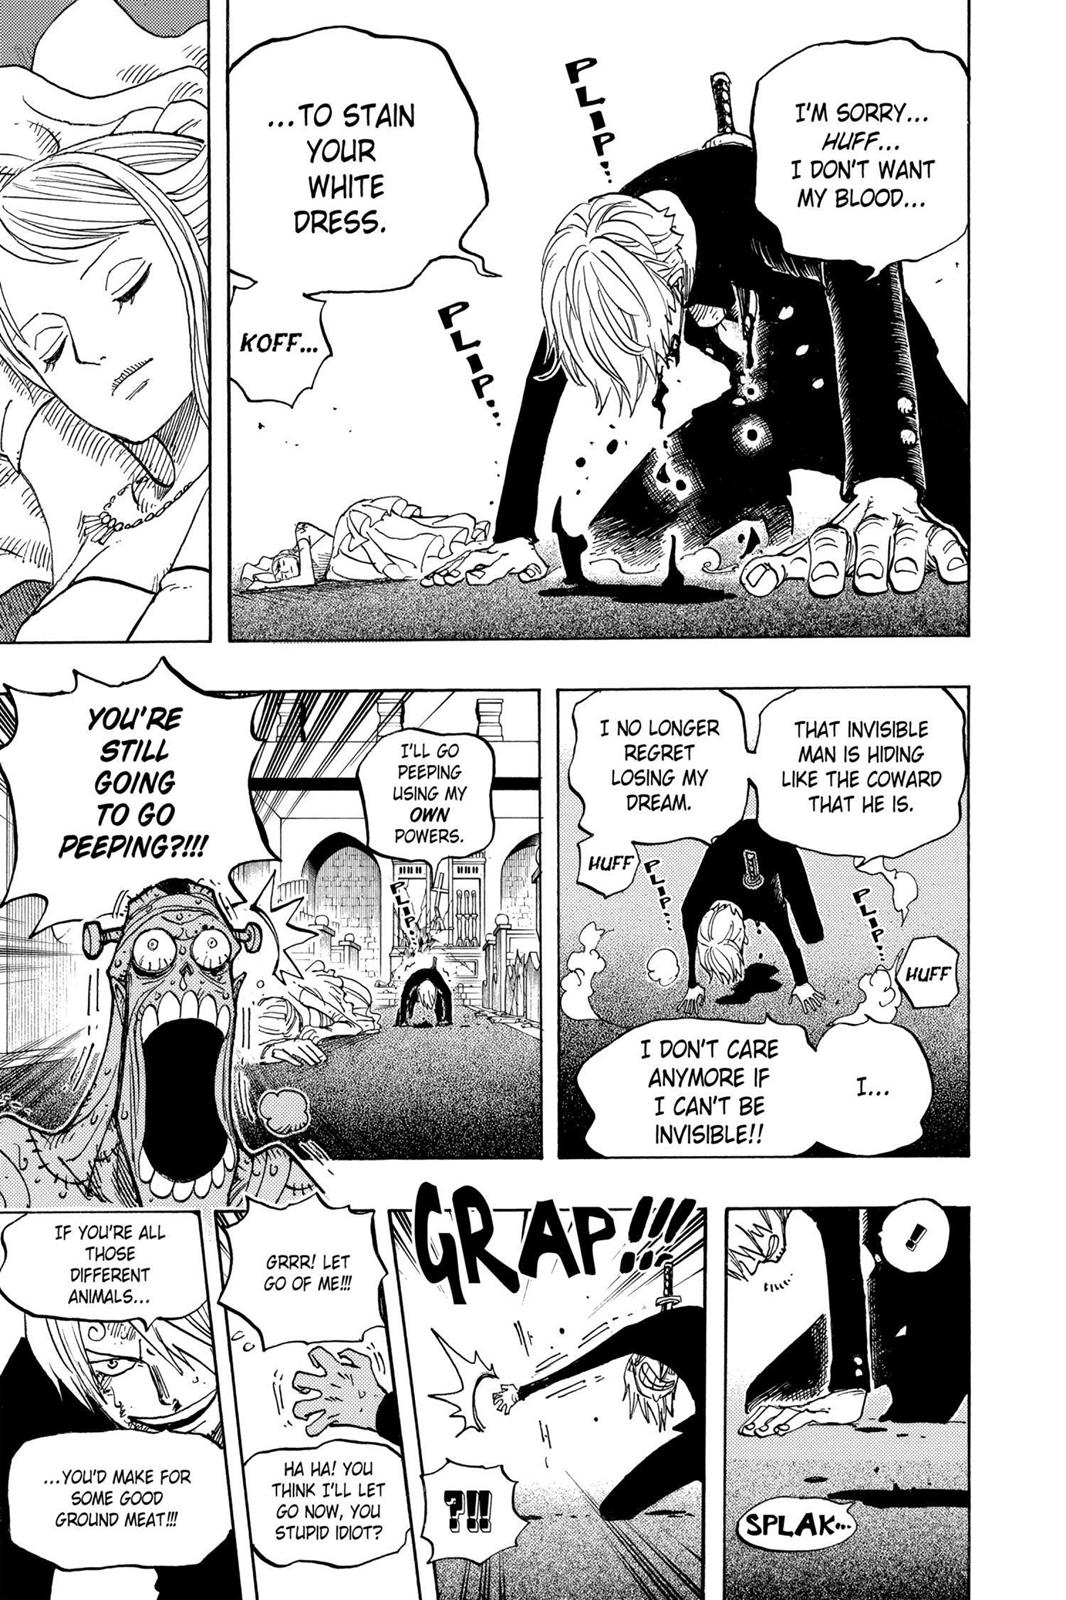 I'M SORRY...
HUFF...
I DON'T WANT
MY BLOOD...
PLIP...
...TO STAIN
YOUR
WHITE
DRESS.
PLIP...
KOFF...
THAT INVISIBLE
MAN IS HIDING
LIKE THE COWARD
THAT HE IS.
I NO LONGER
REGRET
LOSING MY
DREAM.
HUFF
PLIP...
PLIP...
HUFF
I...
I DON'T CARE
ANYMORE IF
I CAN'T BE
INVISIBLE!!
I'LL GO
PEEPING
USING MY
OWN
POWERS.
PLIP...
YOU'RE
STILL
GOING
TO GO
PEEPING?!!!
!!
SPLAK...
GRAP!!!
?!!
GRRR! LET
GO OF ME!!!
HA HA! YOU
THINK I'LL LET
GO NOW, YOU
STUPID IDIOT?
IF YOU'RE ALL
THOSE
DIFFERENT
ANIMALS...
...YOU'D MAKE FOR
SOME GOOD
GROUND MEAT!!!